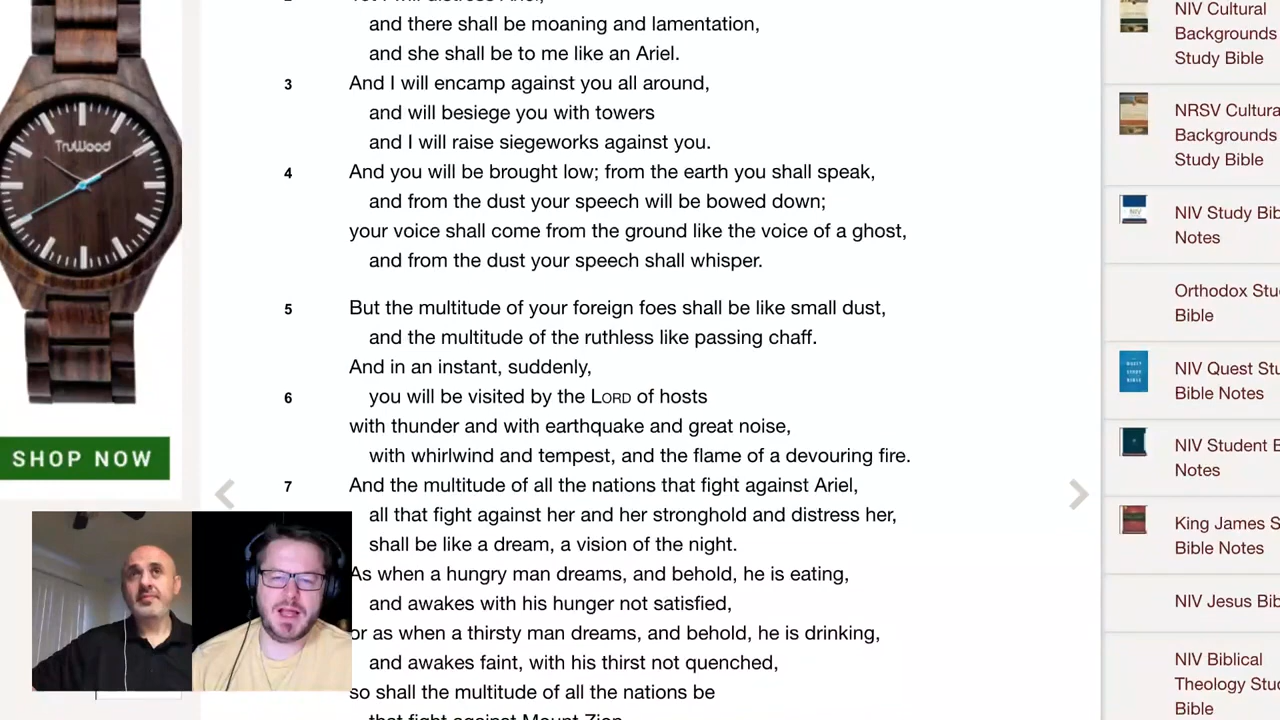 and there shall be moaning and lamentation,
and she shall be to me like an Ariel.
3 And I will encamp against you all around,
and will besiege you with towers
and I will raise siegeworks against you.
4 And you will be brought low; from the earth you shall speak,
and from the dust your speech will be bowed down;
your voice shall come from the ground like the voice of a ghost,
and from the dust your speech shall whisper.
5 But the multitude of your foreign foes shall be like small dust,
and the multitude of the ruthless like passing chaff.
And in an instant, suddenly,
6 you will be visited by the LORD of hosts
with thunder and with earthquake and great noise,
with whirlwind and tempest, and the flame of a devouring fire.
7 And the multitude of all the nations that fight against Ariel,
all that fight against her and her stronghold and distress her,
shall be like a dream, a vision of the night.
As when a hungry man dreams, and behold, he is eating,
and awakes with his hunger not satisfied,
or as when a thirsty man dreams, and behold, he is drinking,
and awakes faint, with his thirst not quenched,
so shall the multitude of all the nations be
that fight against Mount Zion
TruWood
SHOP NOW
NIV Cultural
Backgrounds
Study Bible
NRSV Cultur
Backgrounds
Study Bible
NIV Study Bib
Notes
Orthodox Stu
Bible
NIV Quest Stu
Bible Notes
NIV Student B
Notes
King James S
Bible Notes
NIV Jesus Bib
NIV Biblical
Theology Stu
Bible